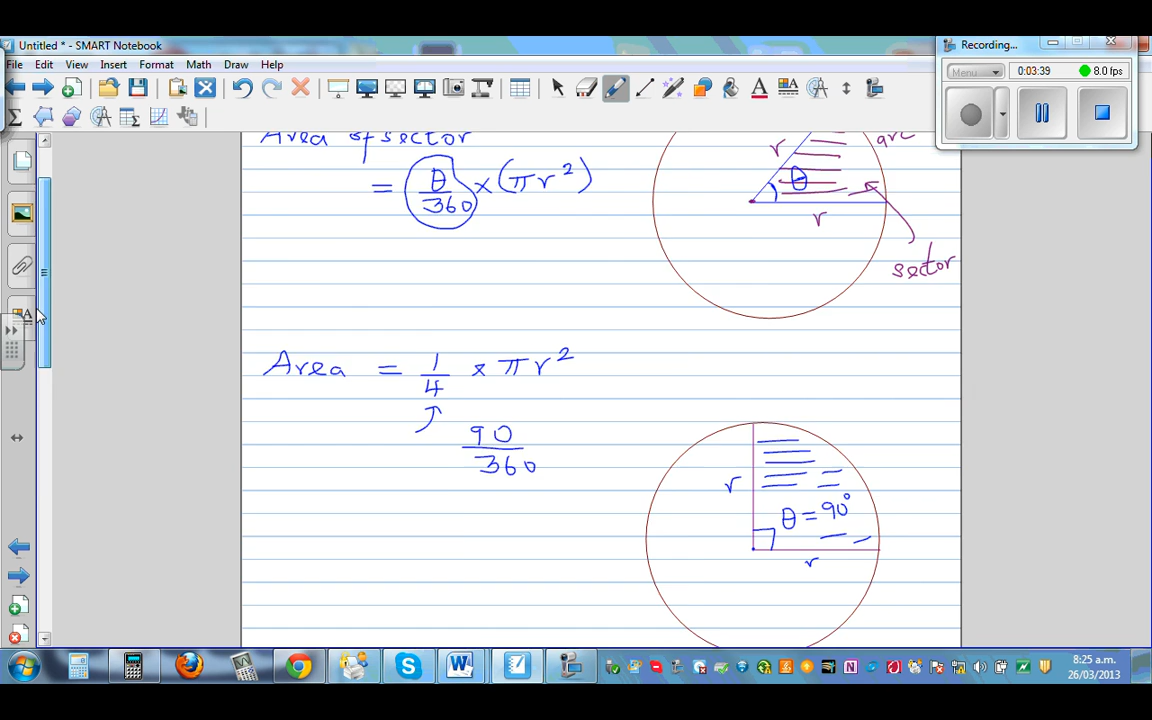 Untitled * - SMART Notebook
Recording...
File Edit View Insert Format Math Draw Help
Menu
0:03:39
8.0 fps
Area of sector
= θ/360 × (πr²)
r
arc
θ
r
sector
Area = 1/4 × πr²
90/360
r
θ = 90°
r
8:25 a.m.
26/03/2013